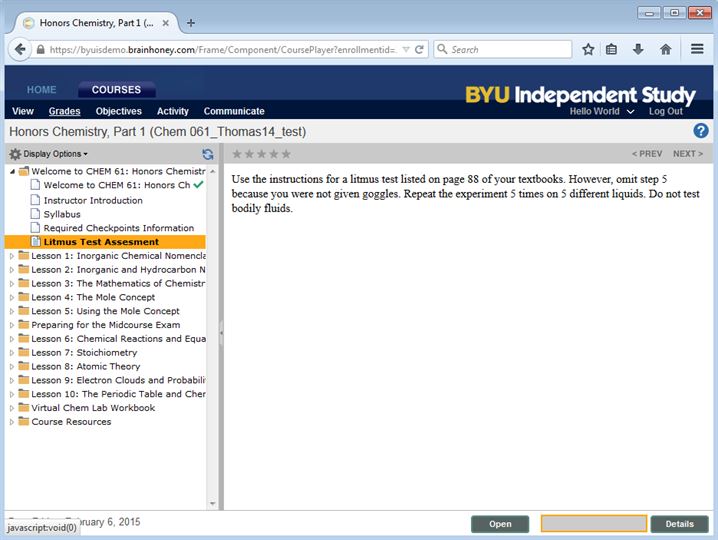 Honors Chemistry, Part 1 (...
https://byuisdemo.brainhoney.com/Frame/Component/CoursePlayer?enrollmentid=...
Search
HOME
COURSES
BYU Independent Study
View Grades Objectives Activity Communicate
Hello World Log Out
Honors Chemistry, Part 1 (Chem 061_Thomas14_test)
Display Options
< PREV NEXT >
Welcome to CHEM 61: Honors Chemistr
Welcome to CHEM 61: Honors Ch
Instructor Introduction
Syllabus
Required Checkpoints Information
Litmus Test Assesment
Lesson 1: Inorganic Chemical Nomencla
Lesson 2: Inorganic and Hydrocarbon N
Lesson 3: The Mathematics of Chemistr
Lesson 4: The Mole Concept
Lesson 5: Using the Mole Concept
Preparing for the Midcourse Exam
Lesson 6: Chemical Reactions and Equa
Lesson 7: Stoichiometry
Lesson 8: Atomic Theory
Lesson 9: Electron Clouds and Probabili
Lesson 10: The Periodic Table and Cher
Virtual Chem Lab Workbook
Course Resources
Use the instructions for a litmus test listed on page 88 of your textbooks. However, omit step 5
because you were not given goggles. Repeat the experiment 5 times on 5 different liquids. Do not test
bodily fluids.
February 6, 2015
javascript:void(0)
Open
Details